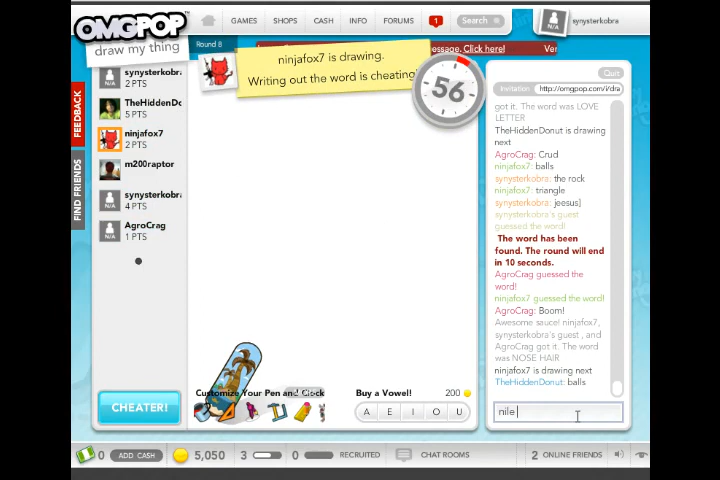 OMGPOP
draw my thing
GAMES
SHOPS
CASH
INFO
FORUMS
1
Search
N/A
synysterkobra
Round 8
essage. Click here!
Ver
ninjafox7 is drawing.
Writing out the word is cheating!
56
Quit
FEEDBACK
FIND FRIENDS
N/A
synysterkobra
2 PTS
TheHiddenDo
5 PTS
ninjafox7
2 PTS
m200raptor
N/A
synysterkobra
4 PTS
N/A
AgroCrag
1 PTS
CHEATER!
Invitation
http://omgpop.com/i/dra
got it. The word was LOVE
LETTER
TheHiddenDonut is drawing
next
AgroCrag: Crud
ninjafox7: balls
synysterkobra: the rock
ninjafox7: triangle
synysterkobra: jeesus]
synysterkobra's guest
guessed the word!
The word has been
found. The round will end
in 10 seconds.
AgroCrag guessed the
word!
ninjafox7 guessed the word!
AgroCrag: Boom!
Awesome sauce! ninjafox7,
synysterkobra's guest , and
AgroCrag got it. The word
was NOSE HAIR
ninjafox7 is drawing next
TheHiddenDonut: balls
nile
Customize Your Pen and Clock
Buy a Vowel!
200
A
E
I
O
U
0
ADD CASH
5,050
3
0
RECRUITED
CHAT ROOMS
2 ONLINE FRIENDS